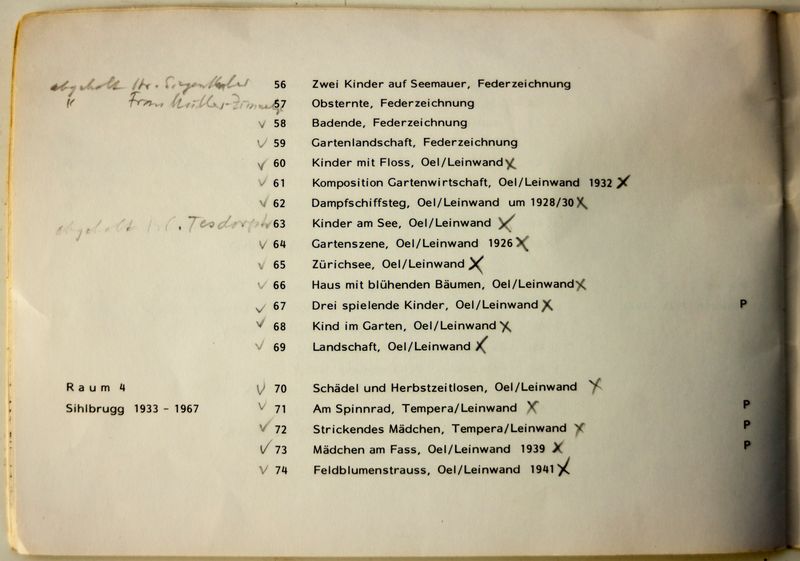 abgeholt Hr. 56 Zwei Kinder auf Seemauer, Federzeichnung
" 57 Obsternte, Federzeichnung
✓ 58 Badende, Federzeichnung
✓ 59 Gartenlandschaft, Federzeichnung
✓ 60 Kinder mit Floss, Oel/Leinwand X
✓ 61 Komposition Gartenwirtschaft, Oel/Leinwand 1932 X
✓ 62 Dampfschiffsteg, Oel/Leinwand um 1928/30 X
abgeholt Tesdorpf 63 Kinder am See, Oel/Leinwand X
✓ 64 Gartenszene, Oel/Leinwand 1926 X
✓ 65 Zürichsee, Oel/Leinwand X
✓ 66 Haus mit blühenden Bäumen, Oel/Leinwand X
✓ 67 Drei spielende Kinder, Oel/Leinwand X P
✓ 68 Kind im Garten, Oel/Leinwand X
✓ 69 Landschaft, Oel/Leinwand X
Raum 4 ✓ 70 Schädel und Herbstzeitlosen, Oel/Leinwand X
Sihlbrugg 1933 - 1967 ✓ 71 Am Spinnrad, Tempera/Leinwand X P
✓ 72 Strickendes Mädchen, Tempera/Leinwand X P
✓ 73 Mädchen am Fass, Oel/Leinwand 1939 X P
✓ 74 Feldblumenstrauss, Oel/Leinwand 1941 X